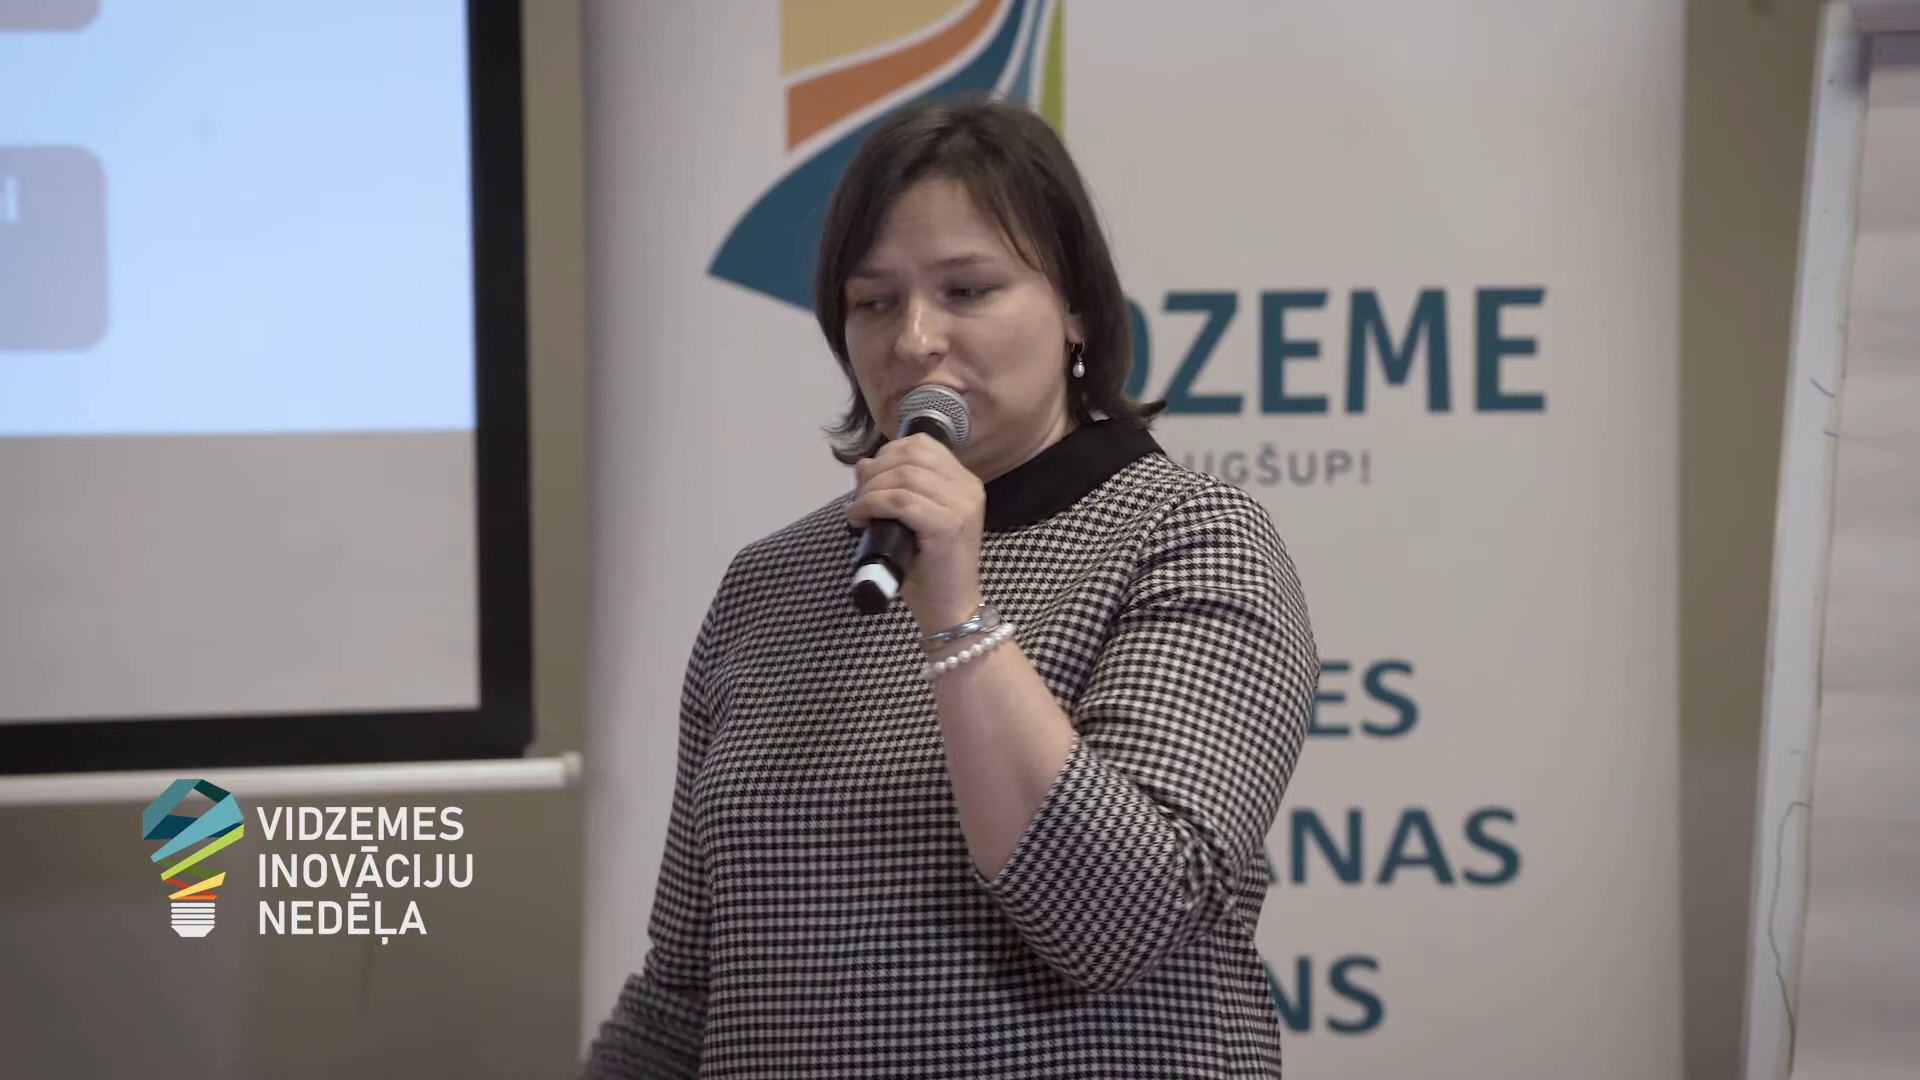 DZEME
UGŠUP!
ES
ANAS
NS
VIDZEMES
INOVĀCIJU
NEDĒĻA